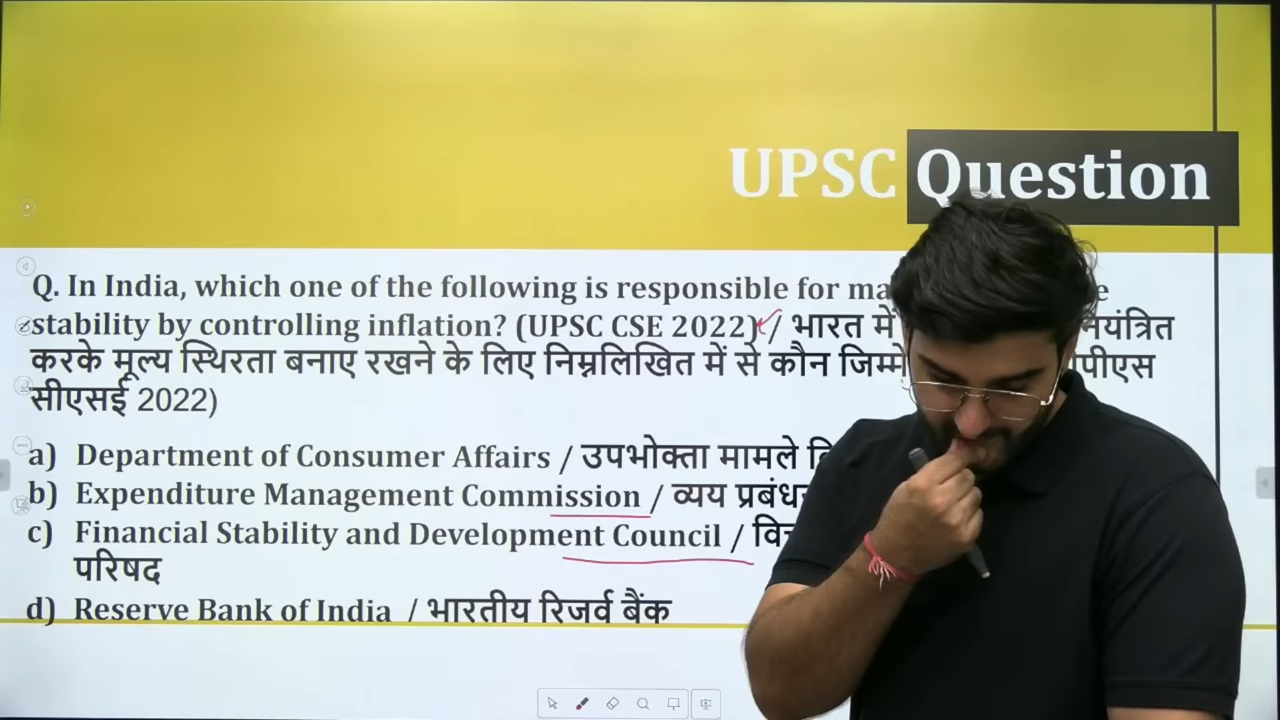 UPSC Question
Q. In India, which one of the following is responsible for
stability by controlling inflation? (UPSC CSE 2022) / भारत में
करके मूल्य स्थिरता बनाए रखने के लिए निम्नलिखित में से कौन
सीएसई 2022)
a) Department of Consumer Affairs / उपभोक्ता मामले
b) Expenditure Management Commission / व्यय
c) Financial Stability and Development Council /
परिषद
d) Reserve Bank of India / भारतीय रिजर्व बैंक